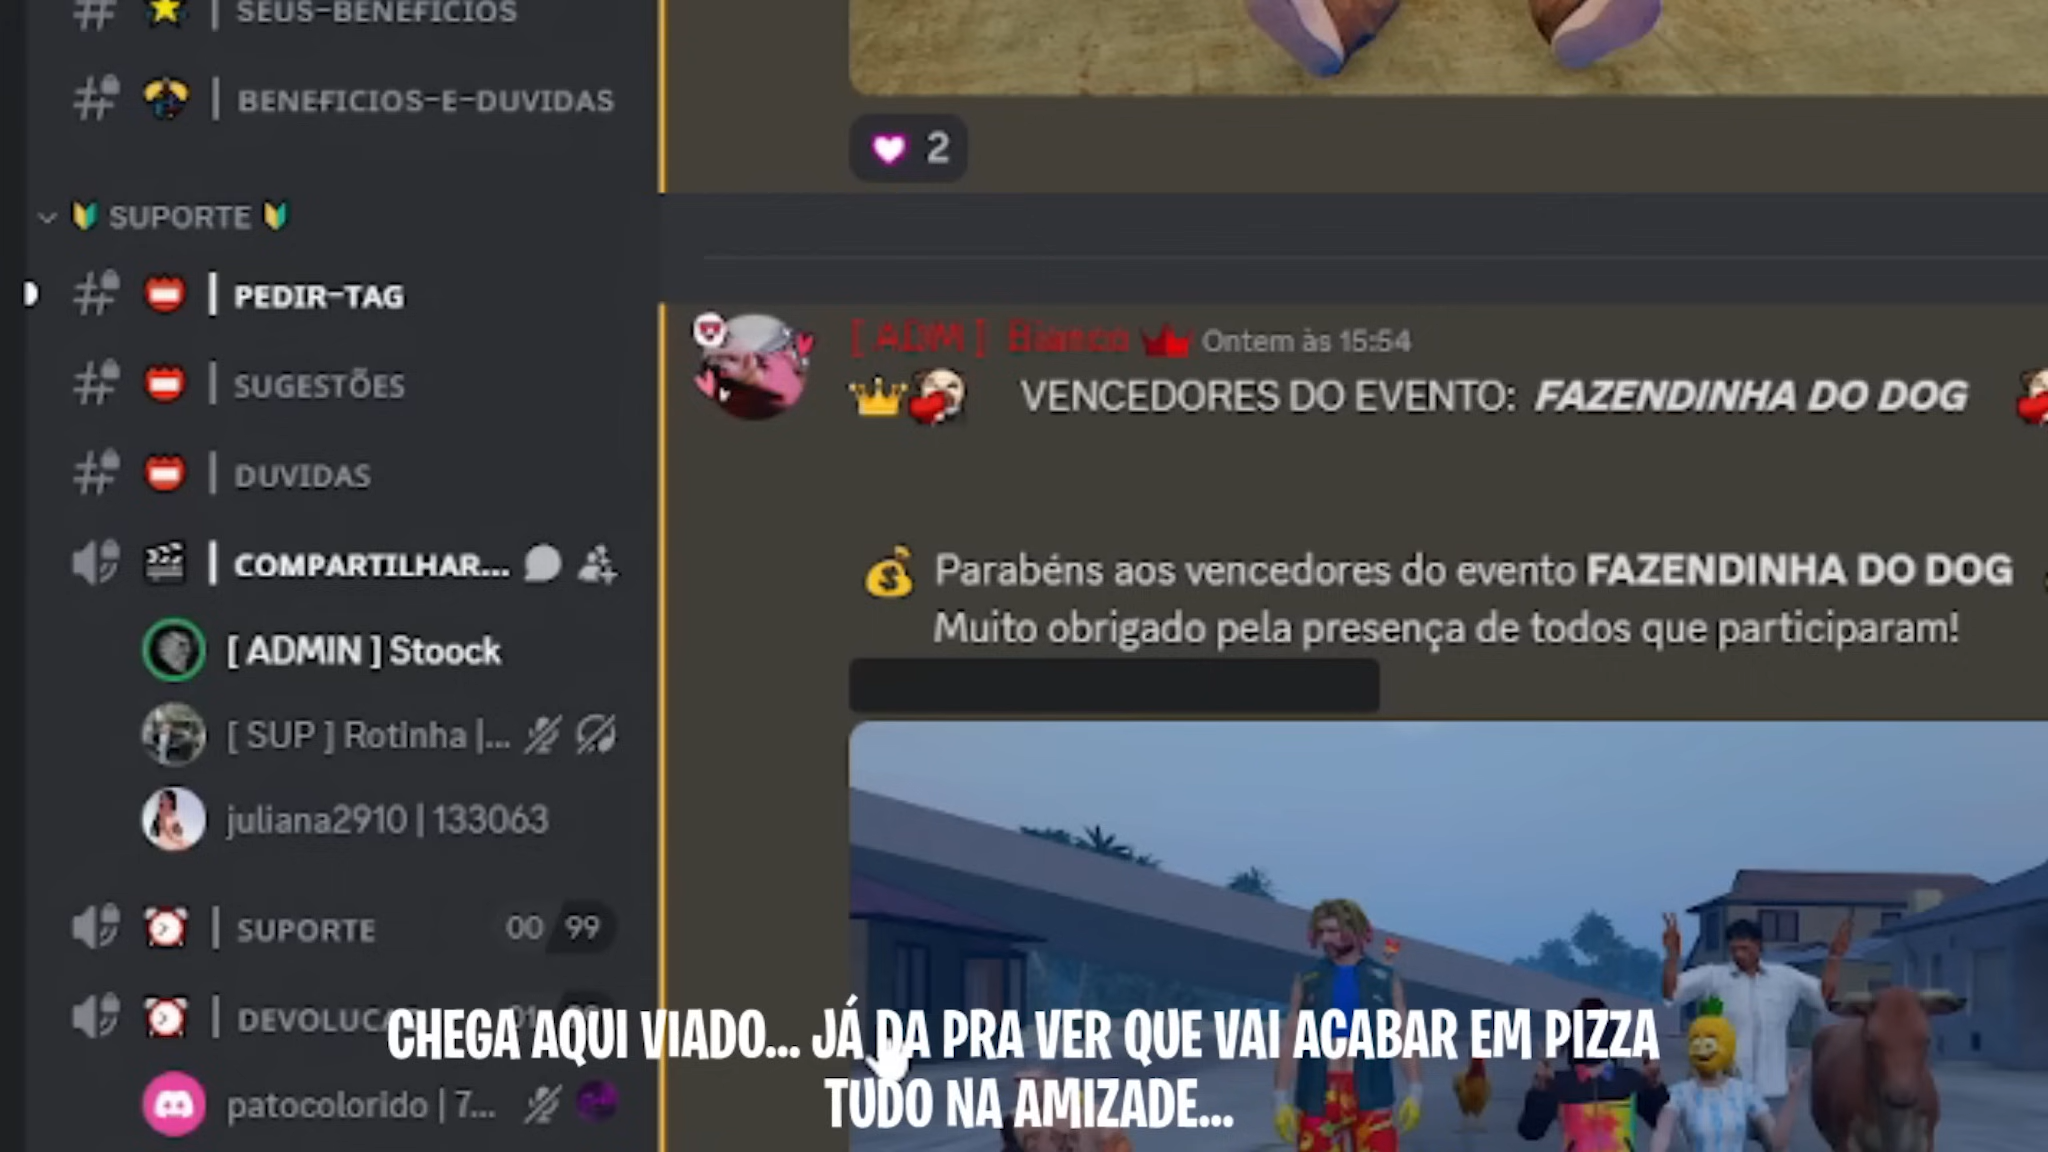 SEUS-BENEFICIOS
BENEFICIOS-E-DUVIDAS
SUPORTE
PEDIR-TAG
SUGESTÕES
DUVIDAS
COMPARTILHAR...
[ ADMIN ] Stoock
[ SUP ] Rotinha |...
juliana2910 | 133063
SUPORTE 00 99
DEVOLUCA
patocolorido | 7...
2
[ ADM ] Bianco Ontem às 15:54
VENCEDORES DO EVENTO: FAZENDINHA DO DOG
Parabéns aos vencedores do evento FAZENDINHA DO DOG
Muito obrigado pela presença de todos que participaram!
CHEGA AQUI VIADO... JÁ DA PRA VER QUE VAI ACABAR EM PIZZA
TUDO NA AMIZADE...